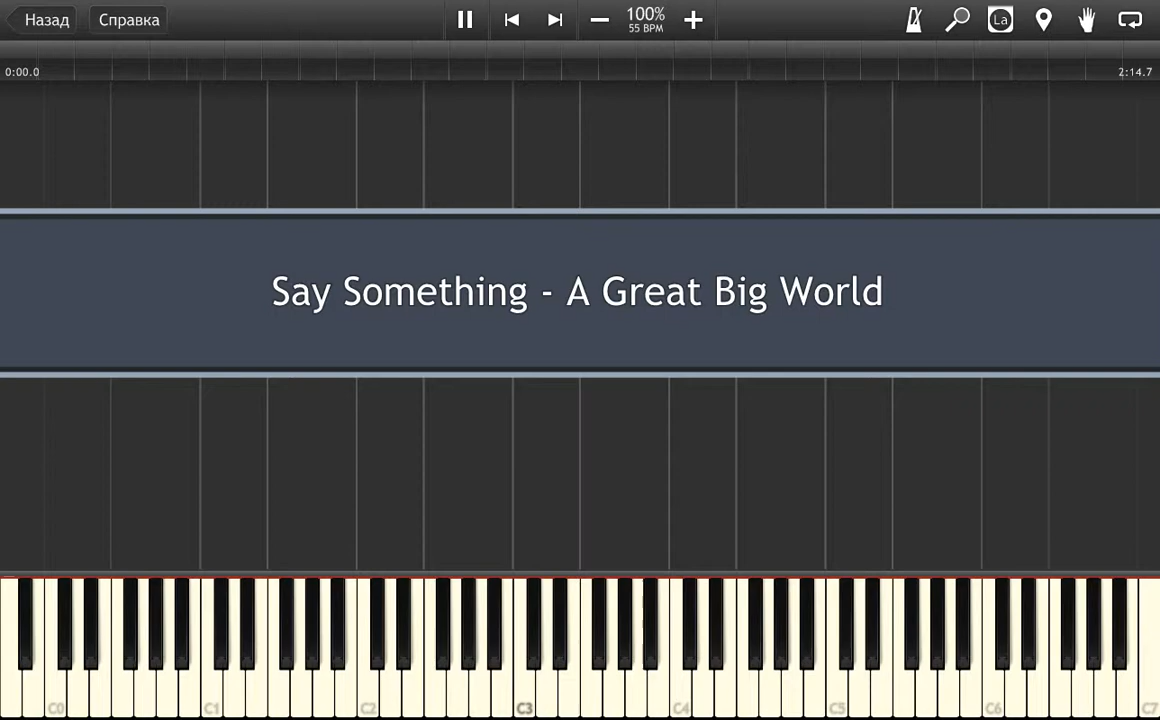 Назад Справка 100%
55 BPM La
0:00.0 2:14.7
Say Something - A Great Big World
C0 C1 C2 C3 C4 C5 C6 C7